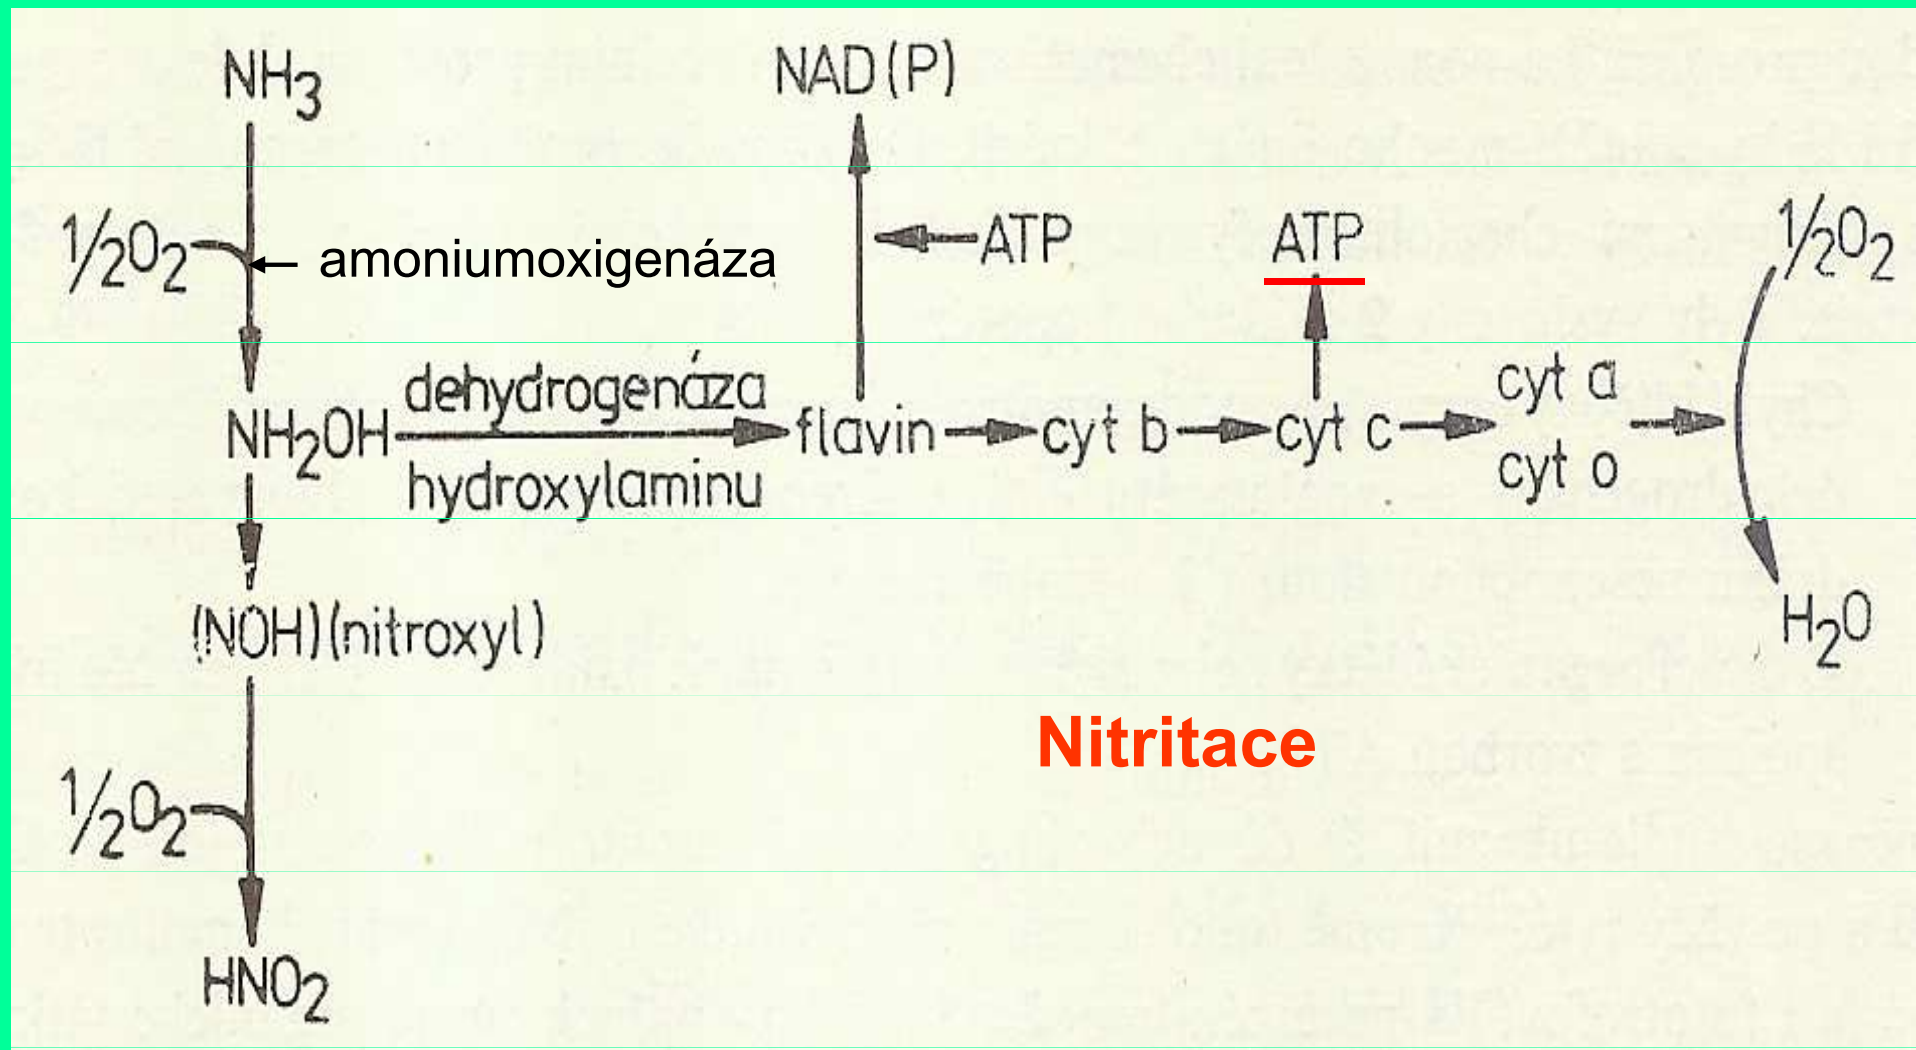 NH₃
NAD(P)
½O₂
amoniumoxigenáza
ATP
ATP
½O₂
NH₂OH
dehydrogenáza
hydroxylaminu
flavin
cyt b
cyt c
cyt a
cyt o
(NOH)(nitroxyl)
H₂O
Nitritace
½O₂
HNO₂